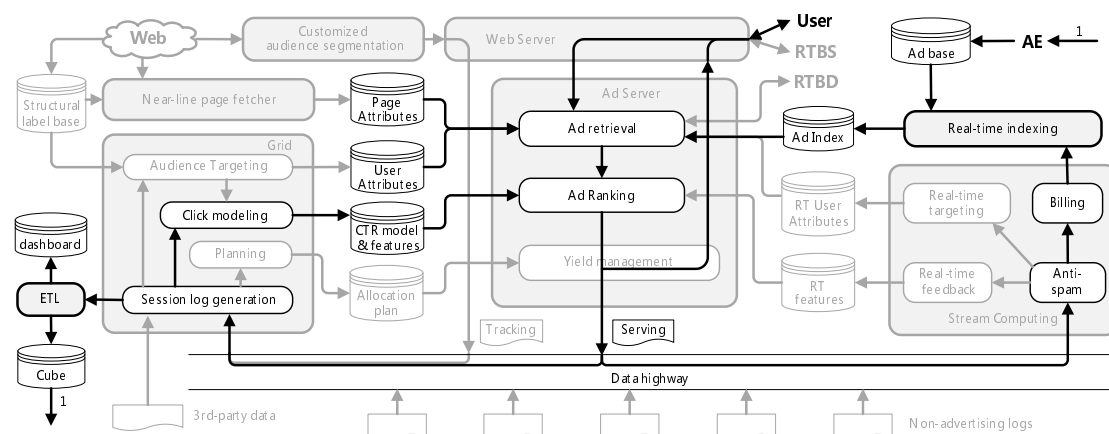 User
Web
Customized
audience segmentation
Web Server
RTBS
Ad base
AE
1
RTBD
Structural
label base
Near-line page fetcher
Page
Attributes
Ad Server
Ad retrieval
Ad Index
Real-time indexing
Grid
Audience Targeting
User
Attributes
Ad Ranking
RT User
Attributes
Real-time
targeting
Billing
Click modeling
CTR model
& features
dashboard
Planning
Yield management
Allocation
plan
RT
features
Real-time
feedback
Anti-
spam
ETL
Session log generation
Stream Computing
Tracking
Serving
Cube
Data highway
1
3rd-party data
Non-advertising logs